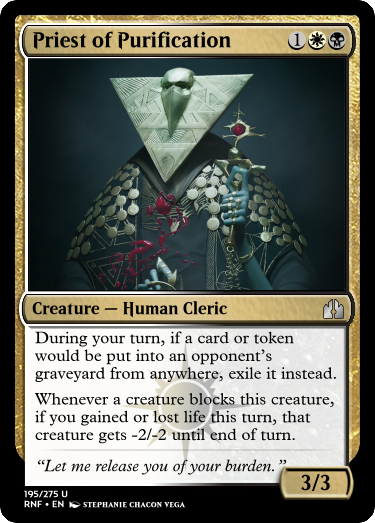 Priest of Purification 1
Creature — Human Cleric
During your turn, if a card or token
would be put into an opponent's
graveyard from anywhere, exile it instead.
Whenever a creature blocks this creature,
if you gained or lost life this turn, that
creature gets -2/-2 until end of turn.
“Let me release you of your burden.”
3/3
195/275 U
RNF • EN STEPHANIE CHACON VEGA